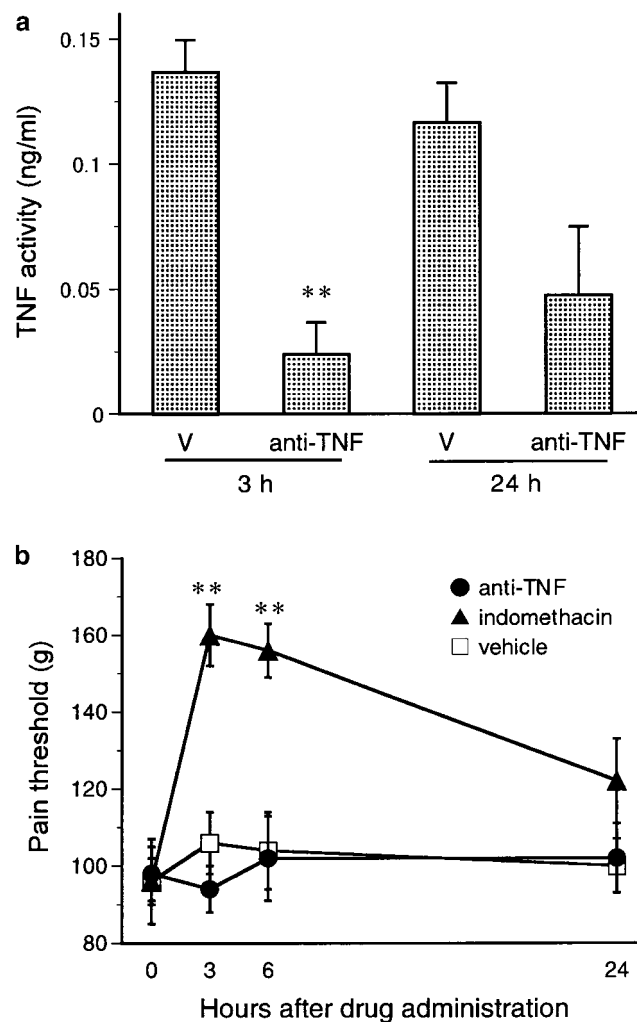 a
TNF activity (ng/ml)
0.15
0.1
0.05
0
**
V
anti-TNF
V
anti-TNF
3 h
24 h
b
Pain threshold (g)
180
160
140
120
100
80
**
**
anti-TNF
indomethacin
vehicle
0
3
6
24
Hours after drug administration